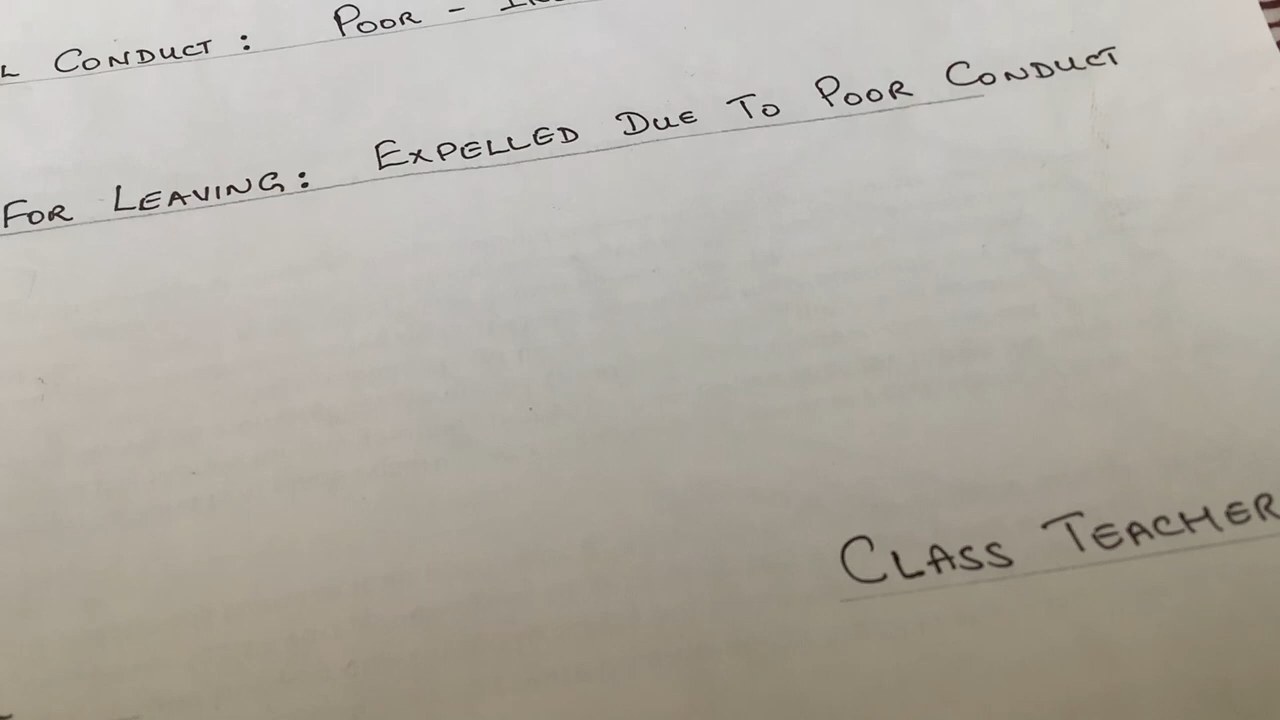 CONDUCT: POOR -
FOR LEAVING: EXPELLED DUE TO POOR CONDUCT
CLASS TEACHER